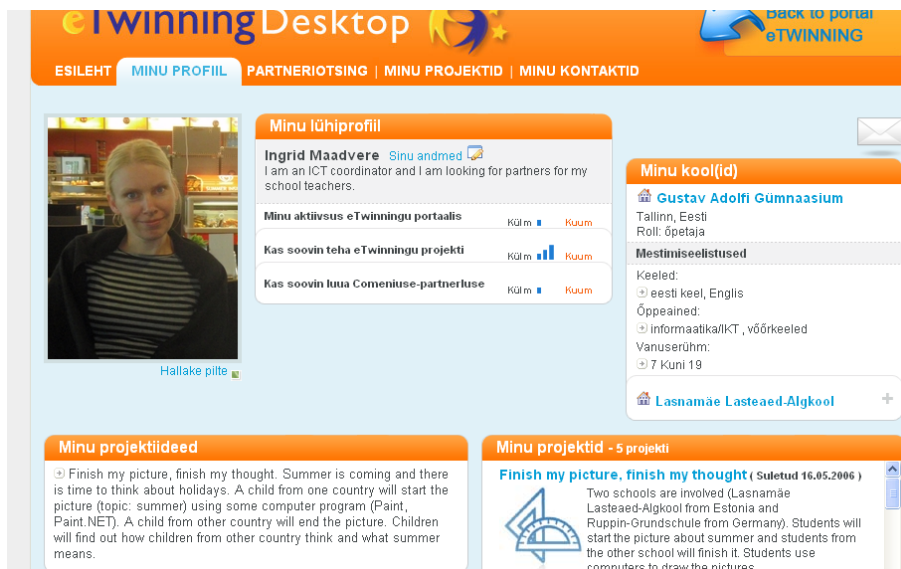 eTwinning Desktop
Back to portal
eTWINNING
ESILEHT MINU PROFIIL PARTNERIOTSING | MINU PROJEKTID | MINU KONTAKTID
Minu lühiprofiil
Ingrid Maadvere Sinu andmed
I am an ICT coordinator and I am looking for partners for my
school teachers.
Minu aktiivsus eTwinningu portaalis Külm Kuum
Kas soovin teha eTwinningu projekti Külm Kuum
Kas soovin luua Comeniuse-partnerluse Külm Kuum
Hallake pilte
Minu kool(id)
Gustav Adolfi Gümnaasium
Tallinn, Eesti
Roll: õpetaja
Mestimiseelistused
Keeled:
eesti keel, Englis
Õppeained:
informaatika/IKT , võõrkeeled
Vanuserühm:
7 Kuni 19
Lasnamäe Lasteaed-Algkool
Minu projektiideed
Finish my picture, finish my thought. Summer is coming and there
is time to think about holidays. A child from one country will start the
picture (topic: summer) using some computer program (Paint,
Paint.NET). A child from other country will end the picture. Children
will find out how children from other country think and what summer
means.
Minu projektid - 5 projekti
Finish my picture, finish my thought ( Suletud 16.05.2006 )
Two schools are involved (Lasnamäe
Lasteaed-Algkool from Estonia and
Ruppin-Grundschule from Germany). Students will
start the picture about summer and students from
the other school will finish it. Students use
computers to draw the pictures